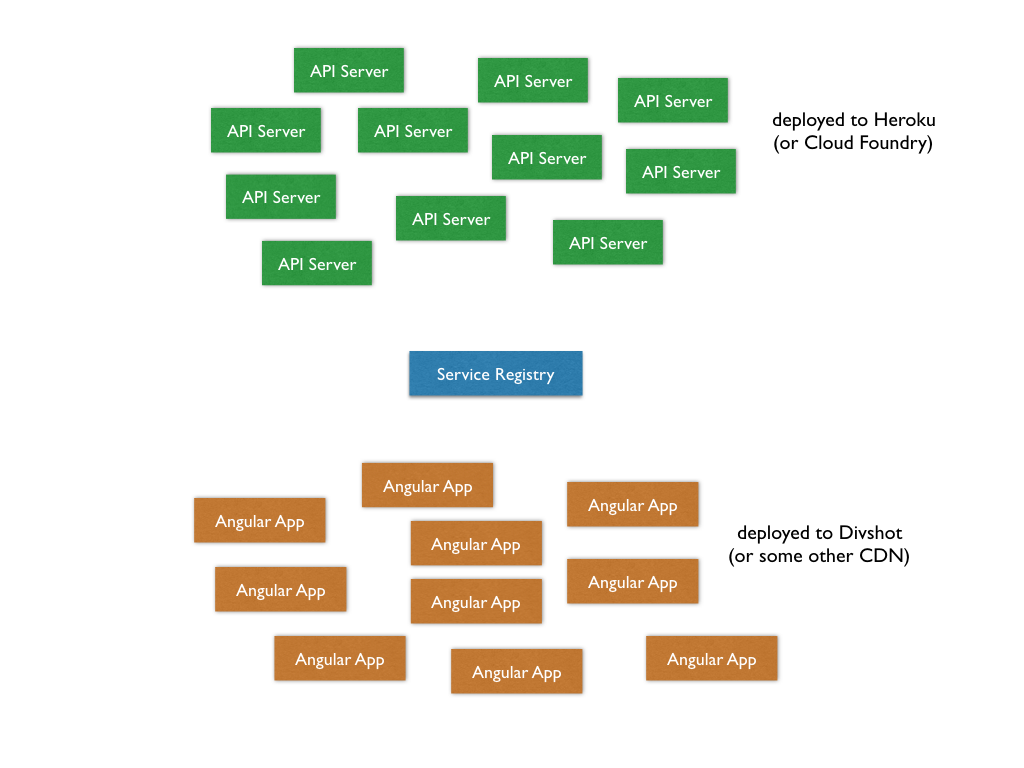 API Server
API Server
API Server
API Server
API Server
deployed to Heroku
(or Cloud Foundry)
API Server
API Server
API Server
API Server
API Server
API Server
Service Registry
Angular App
Angular App
Angular App
Angular App
deployed to Divshot
(or some other CDN)
Angular App
Angular App
Angular App
Angular App
Angular App
Angular App